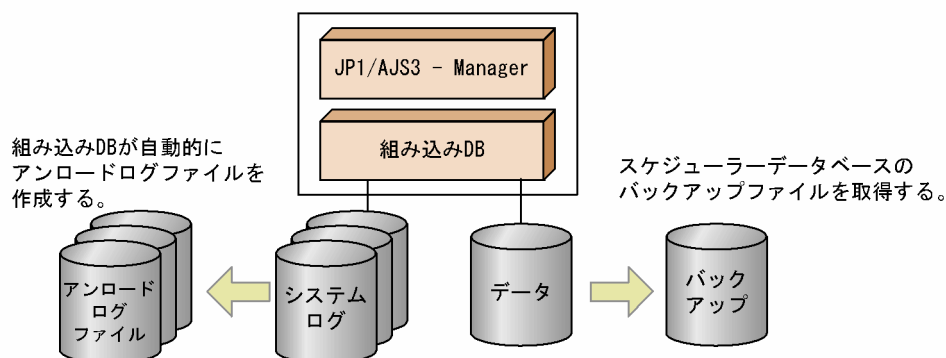 JP1/AJS3 - Manager
組み込みDB
組み込みDBが自動的に
アンロードログファイルを
作成する。
スケジューラーデータベースの
バックアップファイルを取得する。
アンロード
ログ
ファイル
システム
ログ
データ
バック
アップ